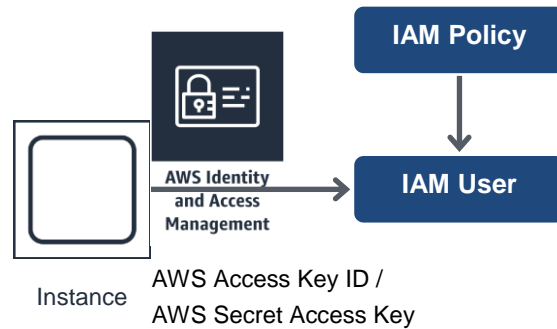 IAM Policy
AWS Identity
and Access
Management
IAM User
Instance
AWS Access Key ID /
AWS Secret Access Key